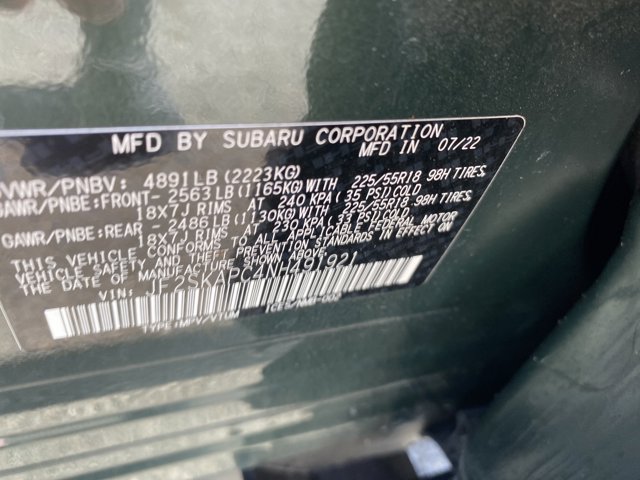 MFD BY SUBARU CORPORATION
MFD IN 07/22
VWR/PNBV: 4891LB(2223KG)
GAWR/PNBE:FRONT- 2563LB(1165KG)WITH 225/55R18 98H TIRES,
18X7J RIMS AT 240 KPA(35 PSI)COLD
GAWR/PNBE:REAR - 2486LB(1130KG)WITH 225/55R18 98H TIRES,
18X7J RIMS AT 230 KPA(33 PSI)COLD
THIS VEHICLE CONFORMS TO ALL APPLICABLE FEDERAL MOTOR
VEHICLE SAFETY AND THEFT PREVENTION STANDARDS IN EFFECT ON
THE DATE OF MANUFACTURE SHOWN ABOVE.
VIN: JF2SKAPC4NH491921
TYPE: